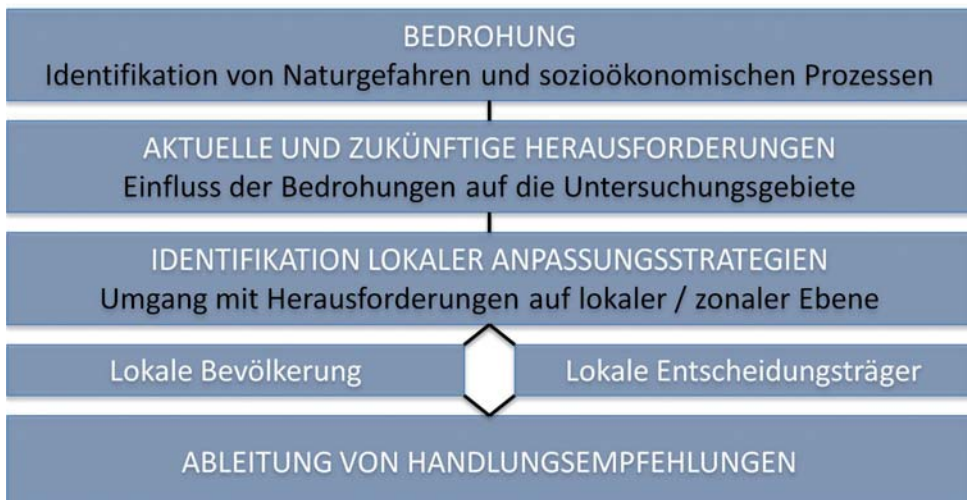 BEDROHUNG
Identifikation von Naturgefahren und sozioökonomischen Prozessen
AKTUELLE UND ZUKÜNFTIGE HERAUSFORDERUNGEN
Einfluss der Bedrohungen auf die Untersuchungsgebiete
IDENTIFIKATION LOKALER ANPASSUNGSSTRATEGIEN
Umgang mit Herausforderungen auf lokaler / zonaler Ebene
Lokale Bevölkerung
Lokale Entscheidungsträger
ABLEITUNG VON HANDLUNGSEMPFEHLUNGEN